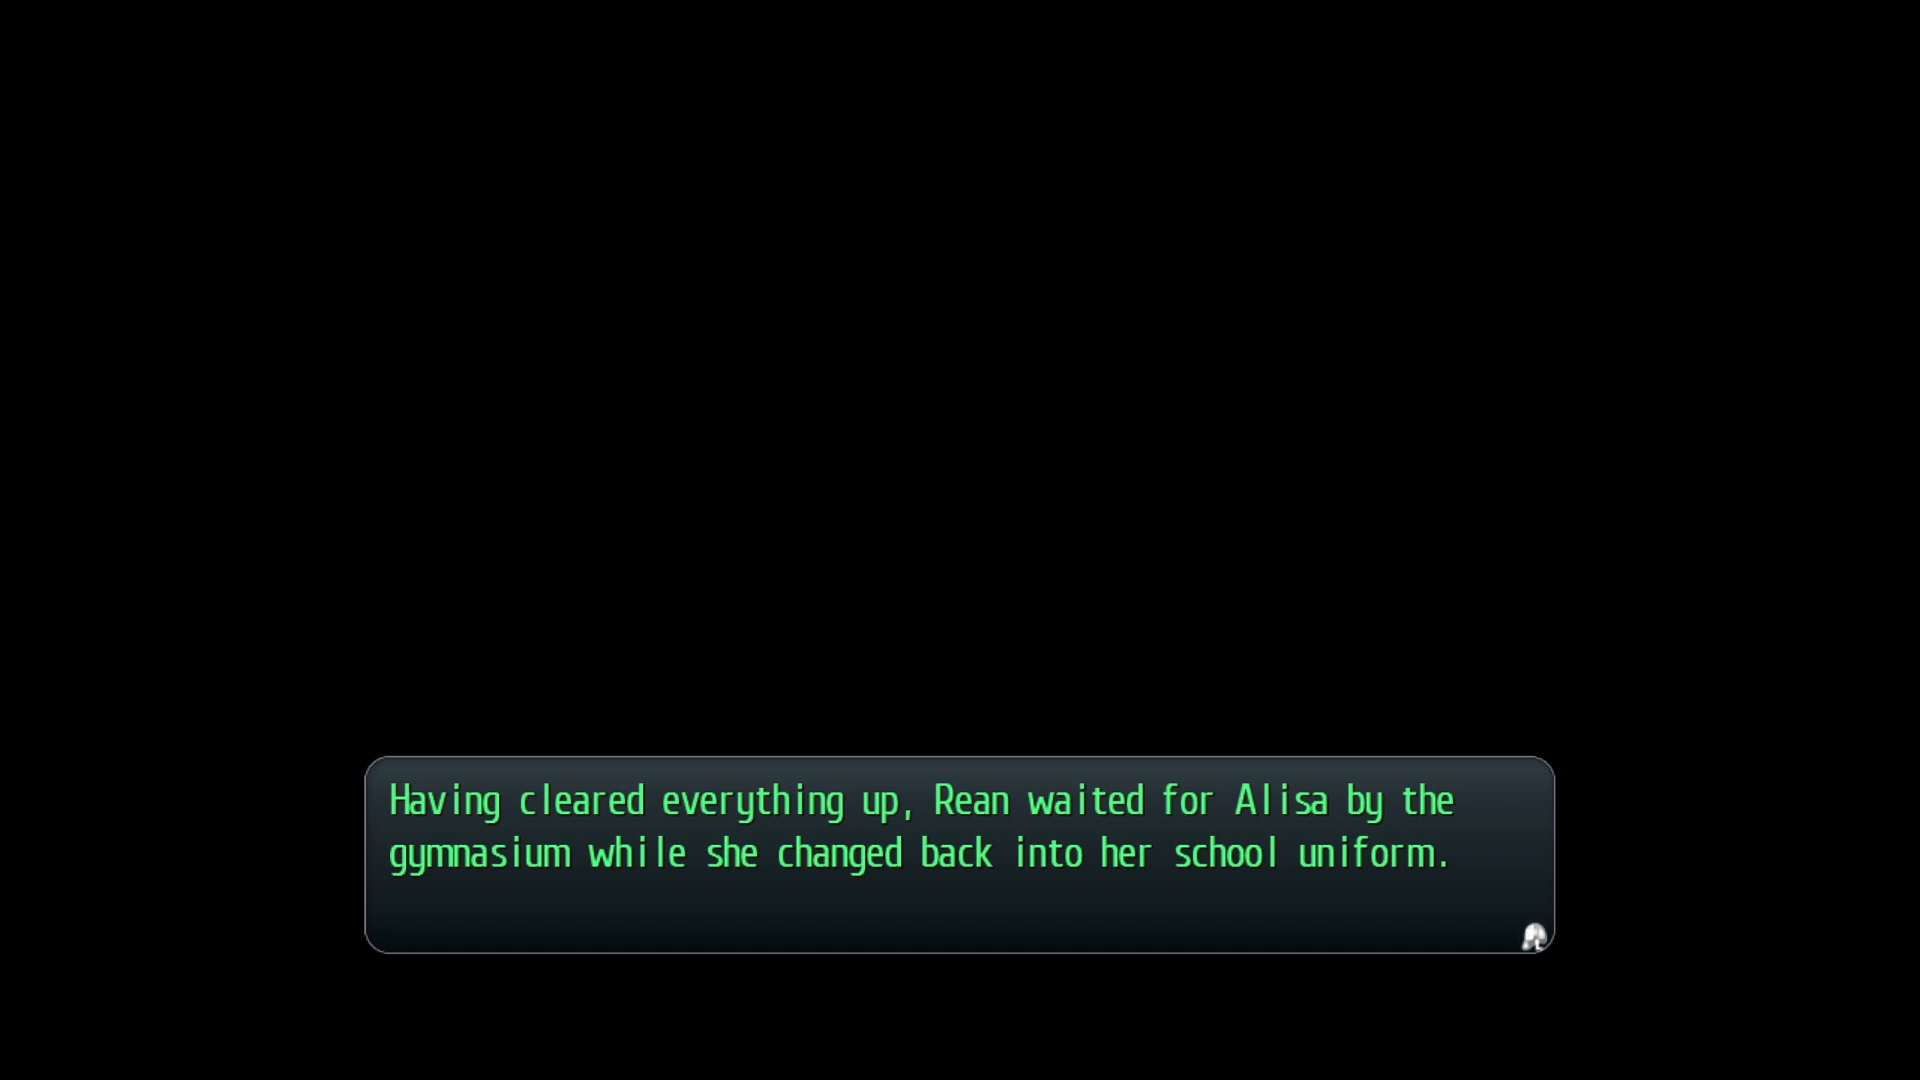 Having cleared everything up, Rean waited for Alisa by the
gymnasium while she changed back into her school uniform.